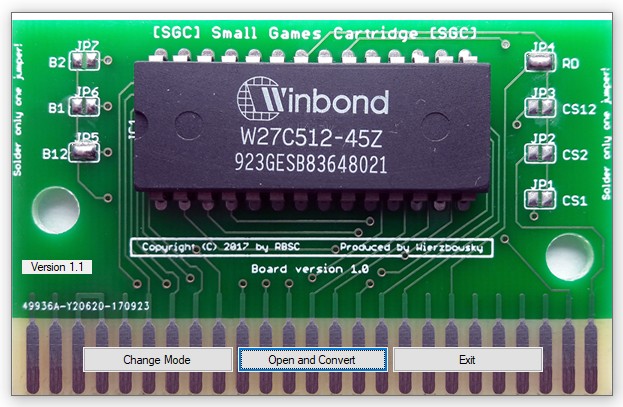 [SGC] Small Games Cartridge [SGC]
Solder only one jumper!
JP7
B2
JP6
B1
JP5
B12
IC1
Winbond
W27C512-45Z
923GESB83648021
JP4
RD
JP3
CS12
JP2
CS2
JP1
CS1
Solder only one jumper!
Copyright (C) 2017 by RBSC Produced by Wierzbowsky
Version 1.1
Board version 1.0
49936A-Y20620-170923
Change Mode
Open and Convert
Exit